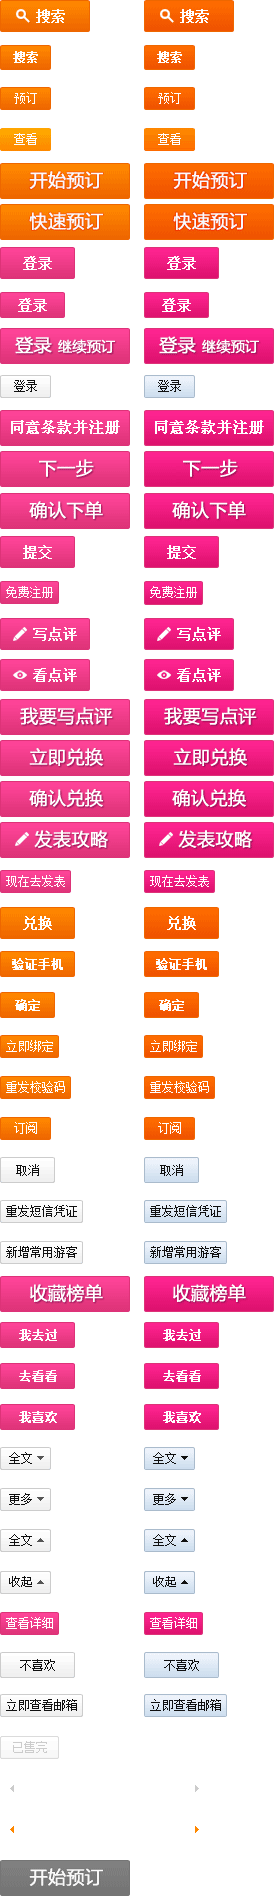 搜索 搜索
搜索 搜索
预订 预订
查看 查看
开始预订 开始预订
快速预订 快速预订
登录 登录
登录 登录
登录 继续预订 登录 继续预订
登录 登录
同意条款并注册 同意条款并注册
下一步 下一步
确认下单 确认下单
提交 提交
免费注册 免费注册
写点评 写点评
看点评 看点评
我要写点评 我要写点评
立即兑换 立即兑换
确认兑换 确认兑换
发表攻略 发表攻略
现在去发表 现在去发表
兑换 兑换
验证手机 验证手机
确定 确定
立即绑定 立即绑定
重发校验码 重发校验码
订阅 订阅
取消 取消
重发短信凭证 重发短信凭证
新增常用游客 新增常用游客
收藏榜单 收藏榜单
我去过 我去过
去看看 去看看
我喜欢 我喜欢
全文 全文
更多 更多
全文 全文
收起 收起
查看详细 查看详细
不喜欢 不喜欢
立即查看邮箱 立即查看邮箱
已售完
开始预订